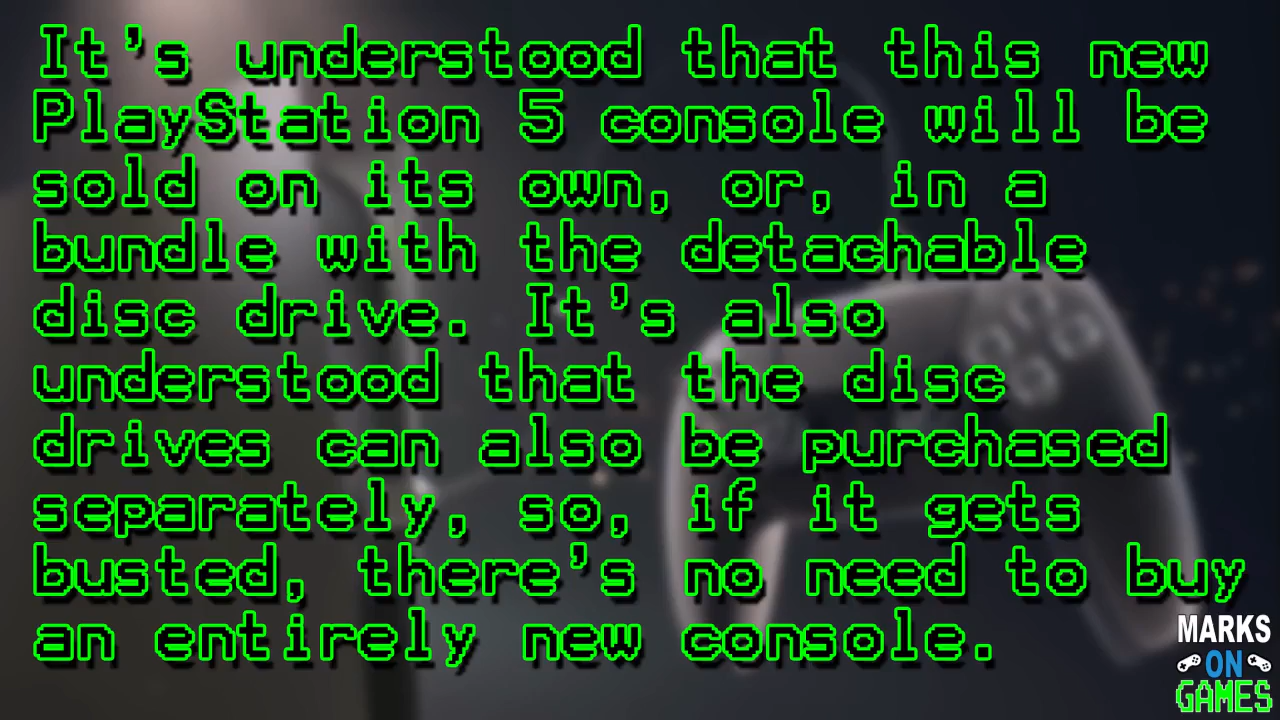 It's understood that this new
PlayStation 5 console will be
sold on its own, or, in a
bundle with the detachable
disc drive. It's also
understood that the disc
drives can also be purchased
separately, so, if it gets
busted, there's no need to buy
an entirely new console.
MARKS
ON
GAMES